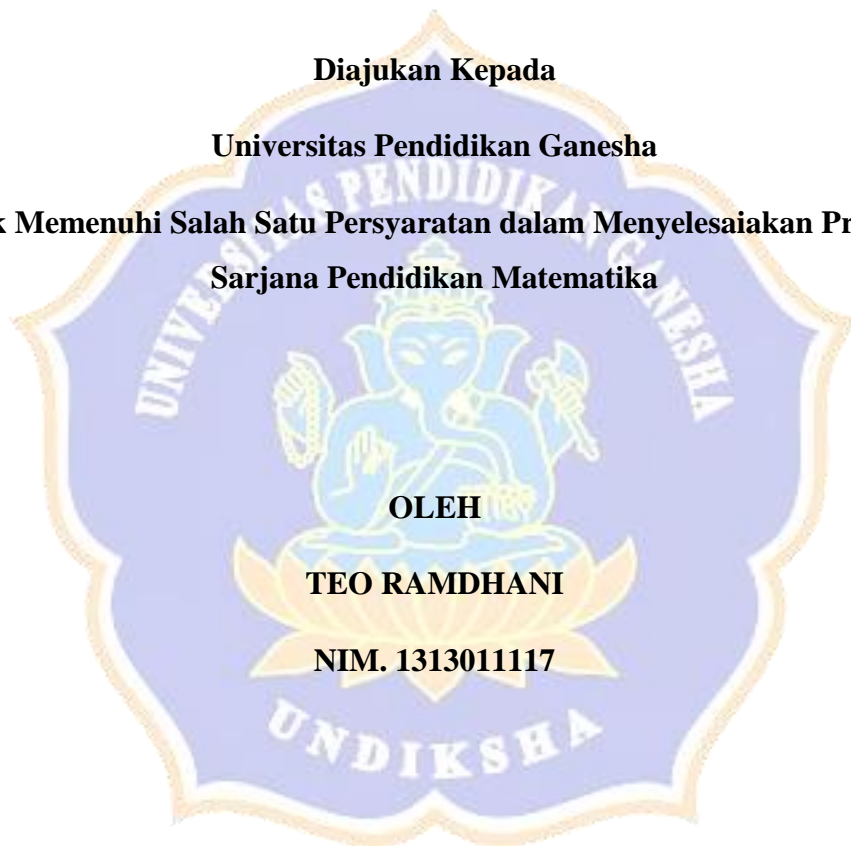 Diajukan Kepada
Universitas Pendidikan Ganesha
Memenuhi Salah Satu Persyaratan dalam Menyelesaiakan
Sarjana Pendidikan Matematika
UNIVERSITAS PENDIDIKAN GANESHA
OLEH
TEO RAMDHANI
NIM. 1313011117
UNDIKSHA